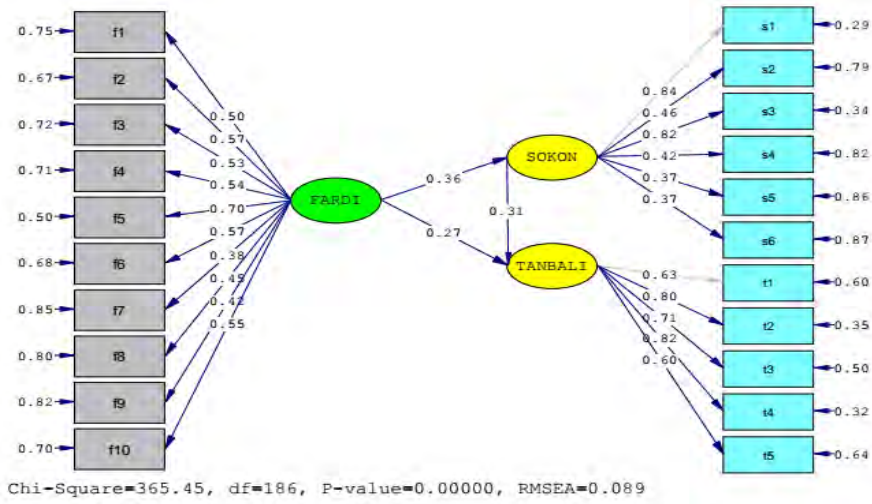 0.75 f1
0.67 f2
0.72 f3
0.71 f4
0.50 f5
0.68 f6
0.85 f7
0.80 f8
0.82 f9
0.70 f10
0.50
0.57
0.53
0.54
0.70
0.57
0.38
0.45
0.42
0.55
FARDI
0.36
0.27
SOKON
0.31
TANBALI
0.84
0.46
0.82
0.42
0.37
0.37
0.63
0.80
0.71
0.82
0.60
s1 0.29
s2 0.79
s3 0.34
s4 0.82
s5 0.86
s6 0.87
t1 0.60
t2 0.35
t3 0.50
t4 0.32
t5 0.64
Chi-Square=365.45, df=186, P-value=0.00000, RMSEA=0.089